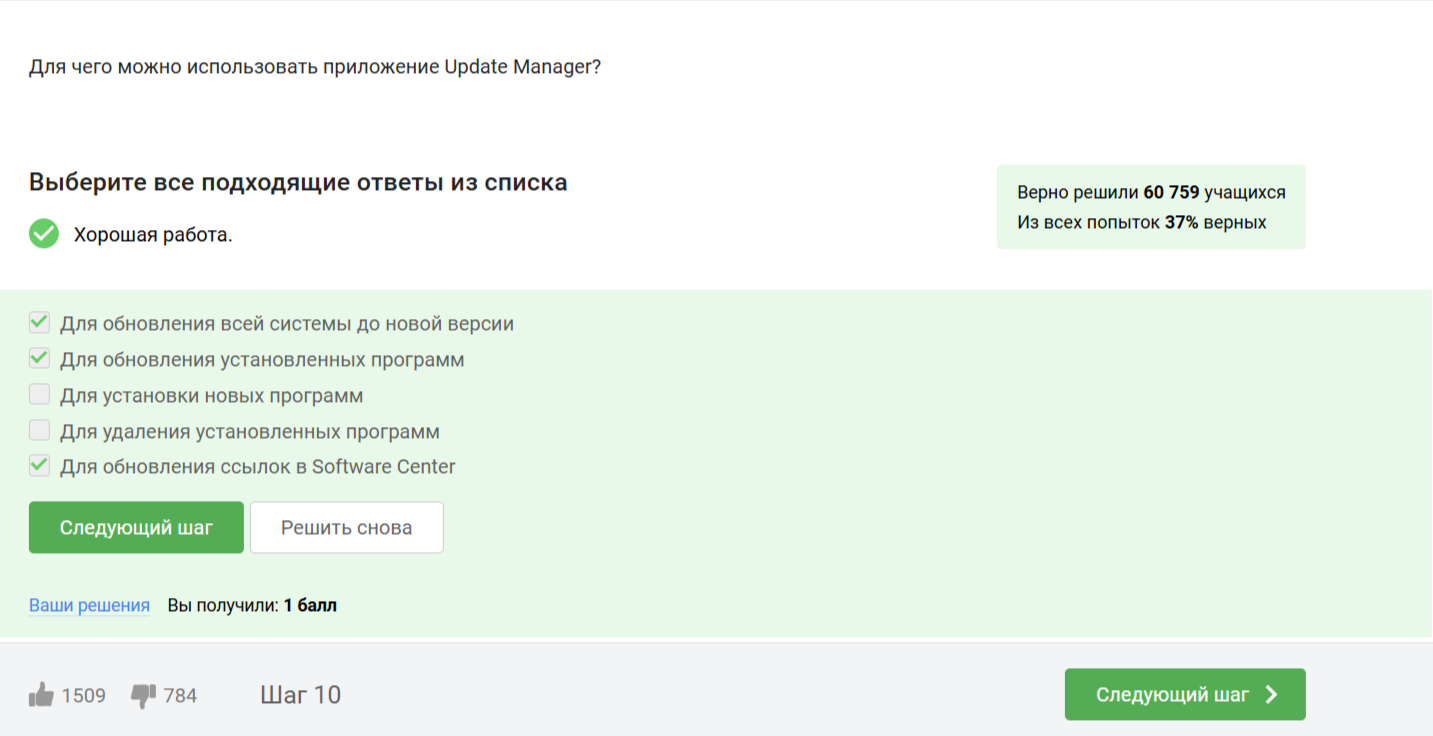 Для чего можно использовать приложение Update Manager?
Выберите все подходящие ответы из списка
Хорошая работа.
Верно решили 60 759 учащихся
Из всех попыток 37% верных
Для обновления всей системы до новой версии
Для обновления установленных программ
Для установки новых программ
Для удаления установленных программ
Для обновления ссылок в Software Center
Следующий шаг
Решить снова
Ваши решения
Вы получили: 1 балл
1509
784
Шаг 10
Следующий шаг